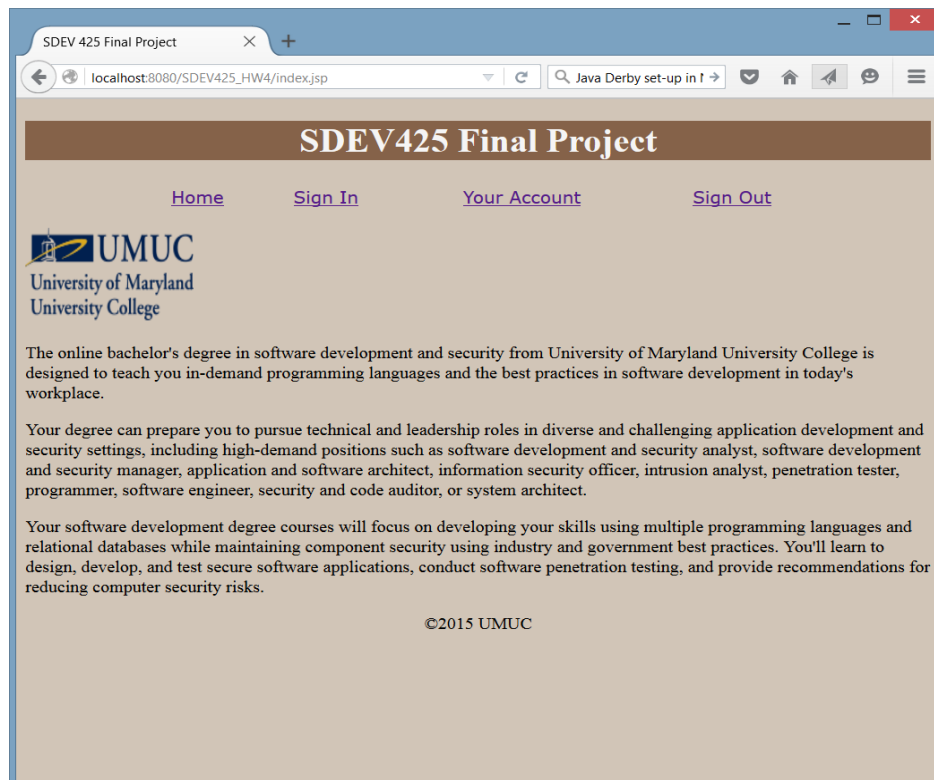 SDEV 425 Final Project
localhost:8080/SDEV425_HW4/index.jsp
Java Derby set-up in
SDEV425 Final Project
Home Sign In Your Account Sign Out
UMUC
University of Maryland
University College
The online bachelor's degree in software development and security from University of Maryland University College is
designed to teach you in-demand programming languages and the best practices in software development in today's
workplace.
Your degree can prepare you to pursue technical and leadership roles in diverse and challenging application development and
security settings, including high-demand positions such as software development and security analyst, software development
and security manager, application and software architect, information security officer, intrusion analyst, penetration tester,
programmer, software engineer, security and code auditor, or system architect.
Your software development degree courses will focus on developing your skills using multiple programming languages and
relational databases while maintaining component security using industry and government best practices. You'll learn to
design, develop, and test secure software applications, conduct software penetration testing, and provide recommendations for
reducing computer security risks.
©2015 UMUC